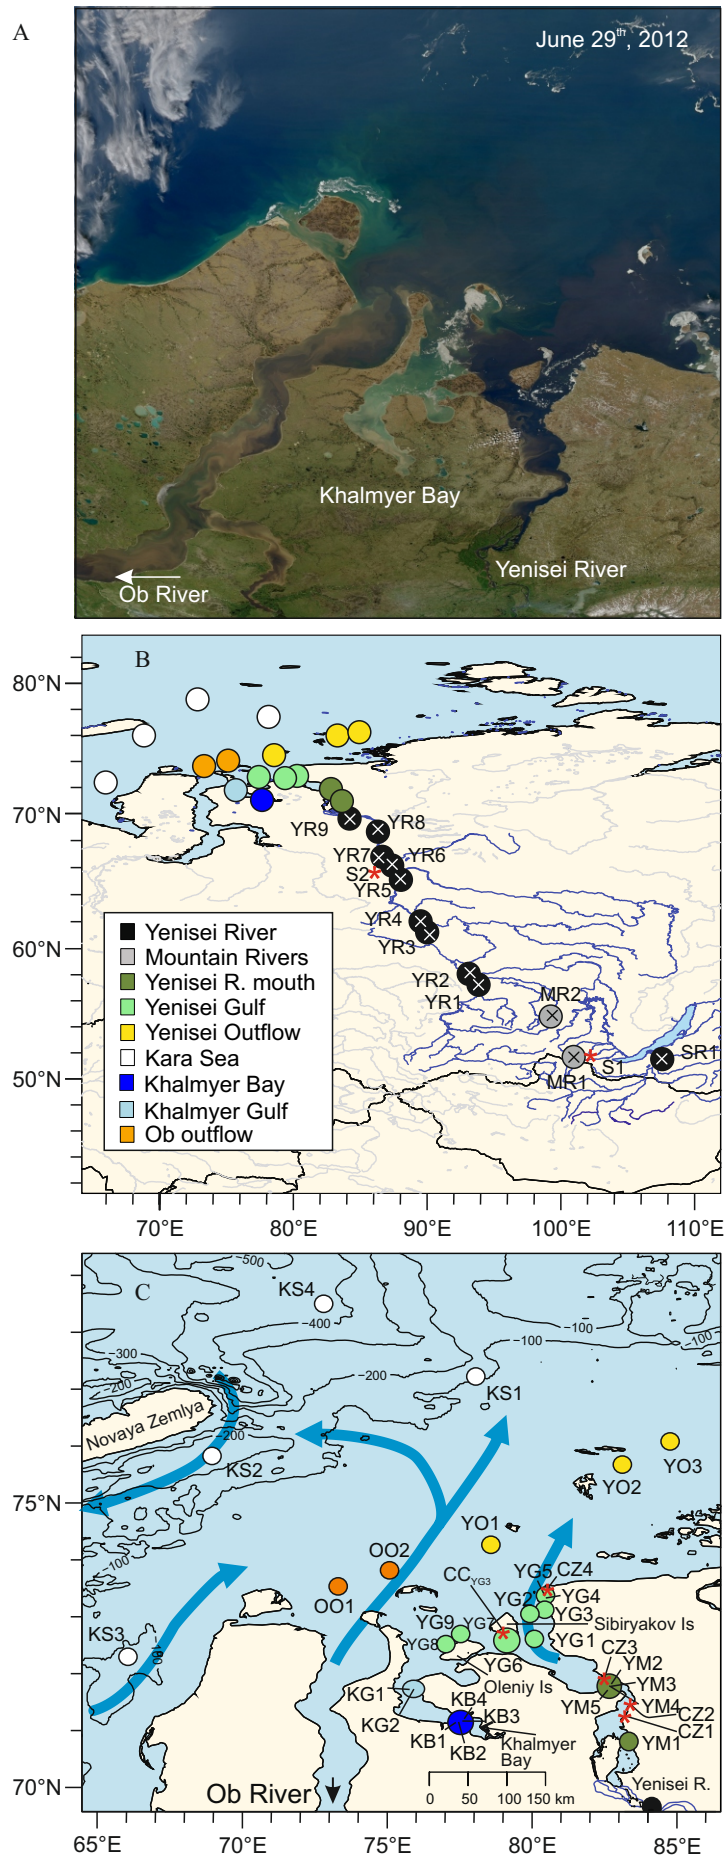 A
June 29th, 2012
Khalmyer Bay
Yenisei River
Ob River
B
80°N
70°N
60°N
50°N
YR9
YR8
YR7
YR6
S2
YR5
YR4
YR3
YR2
YR1
MR2
MR1
S1
SR1
Yenisei River
Mountain Rivers
Yenisei R. mouth
Yenisei Gulf
Yenisei Outflow
Kara Sea
Khalmyer Bay
Khalmyer Gulf
Ob outflow
70°E
80°E
90°E
100°E
110°E
C
-500
KS4
-400
-100
-100
-100
-300
-200
-200
KS1
Novaya Zemlya
-200
KS2
YO2
YO3
75°N
-100
YO1
OO2
OO1
CC YG3
YG5
CZ4
YG4
YG2
YG3
Sibiryakov Is
YG9
YG7
YG8
YG1
YG6
CZ3
YM2
YM3
KS3
Oleniy Is
KG1
YM5
YM4
KG2
KB4
KB3
CZ2
CZ1
KB1
KB2
Khalmyer
Bay
YM1
70°N
Ob River
0 50 100 150 km
Yenisei R.
65°E
70°E
75°E
80°E
85°E